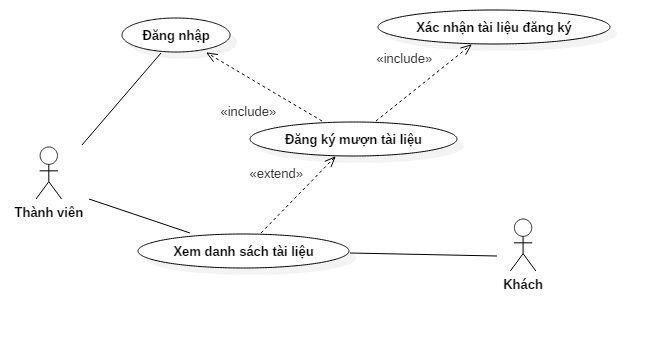 Đăng nhập
Xác nhận tài liệu đăng ký
«include»
«include»
Đăng ký mượn tài liệu
«extend»
Thành viên
Xem danh sách tài liệu
Khách